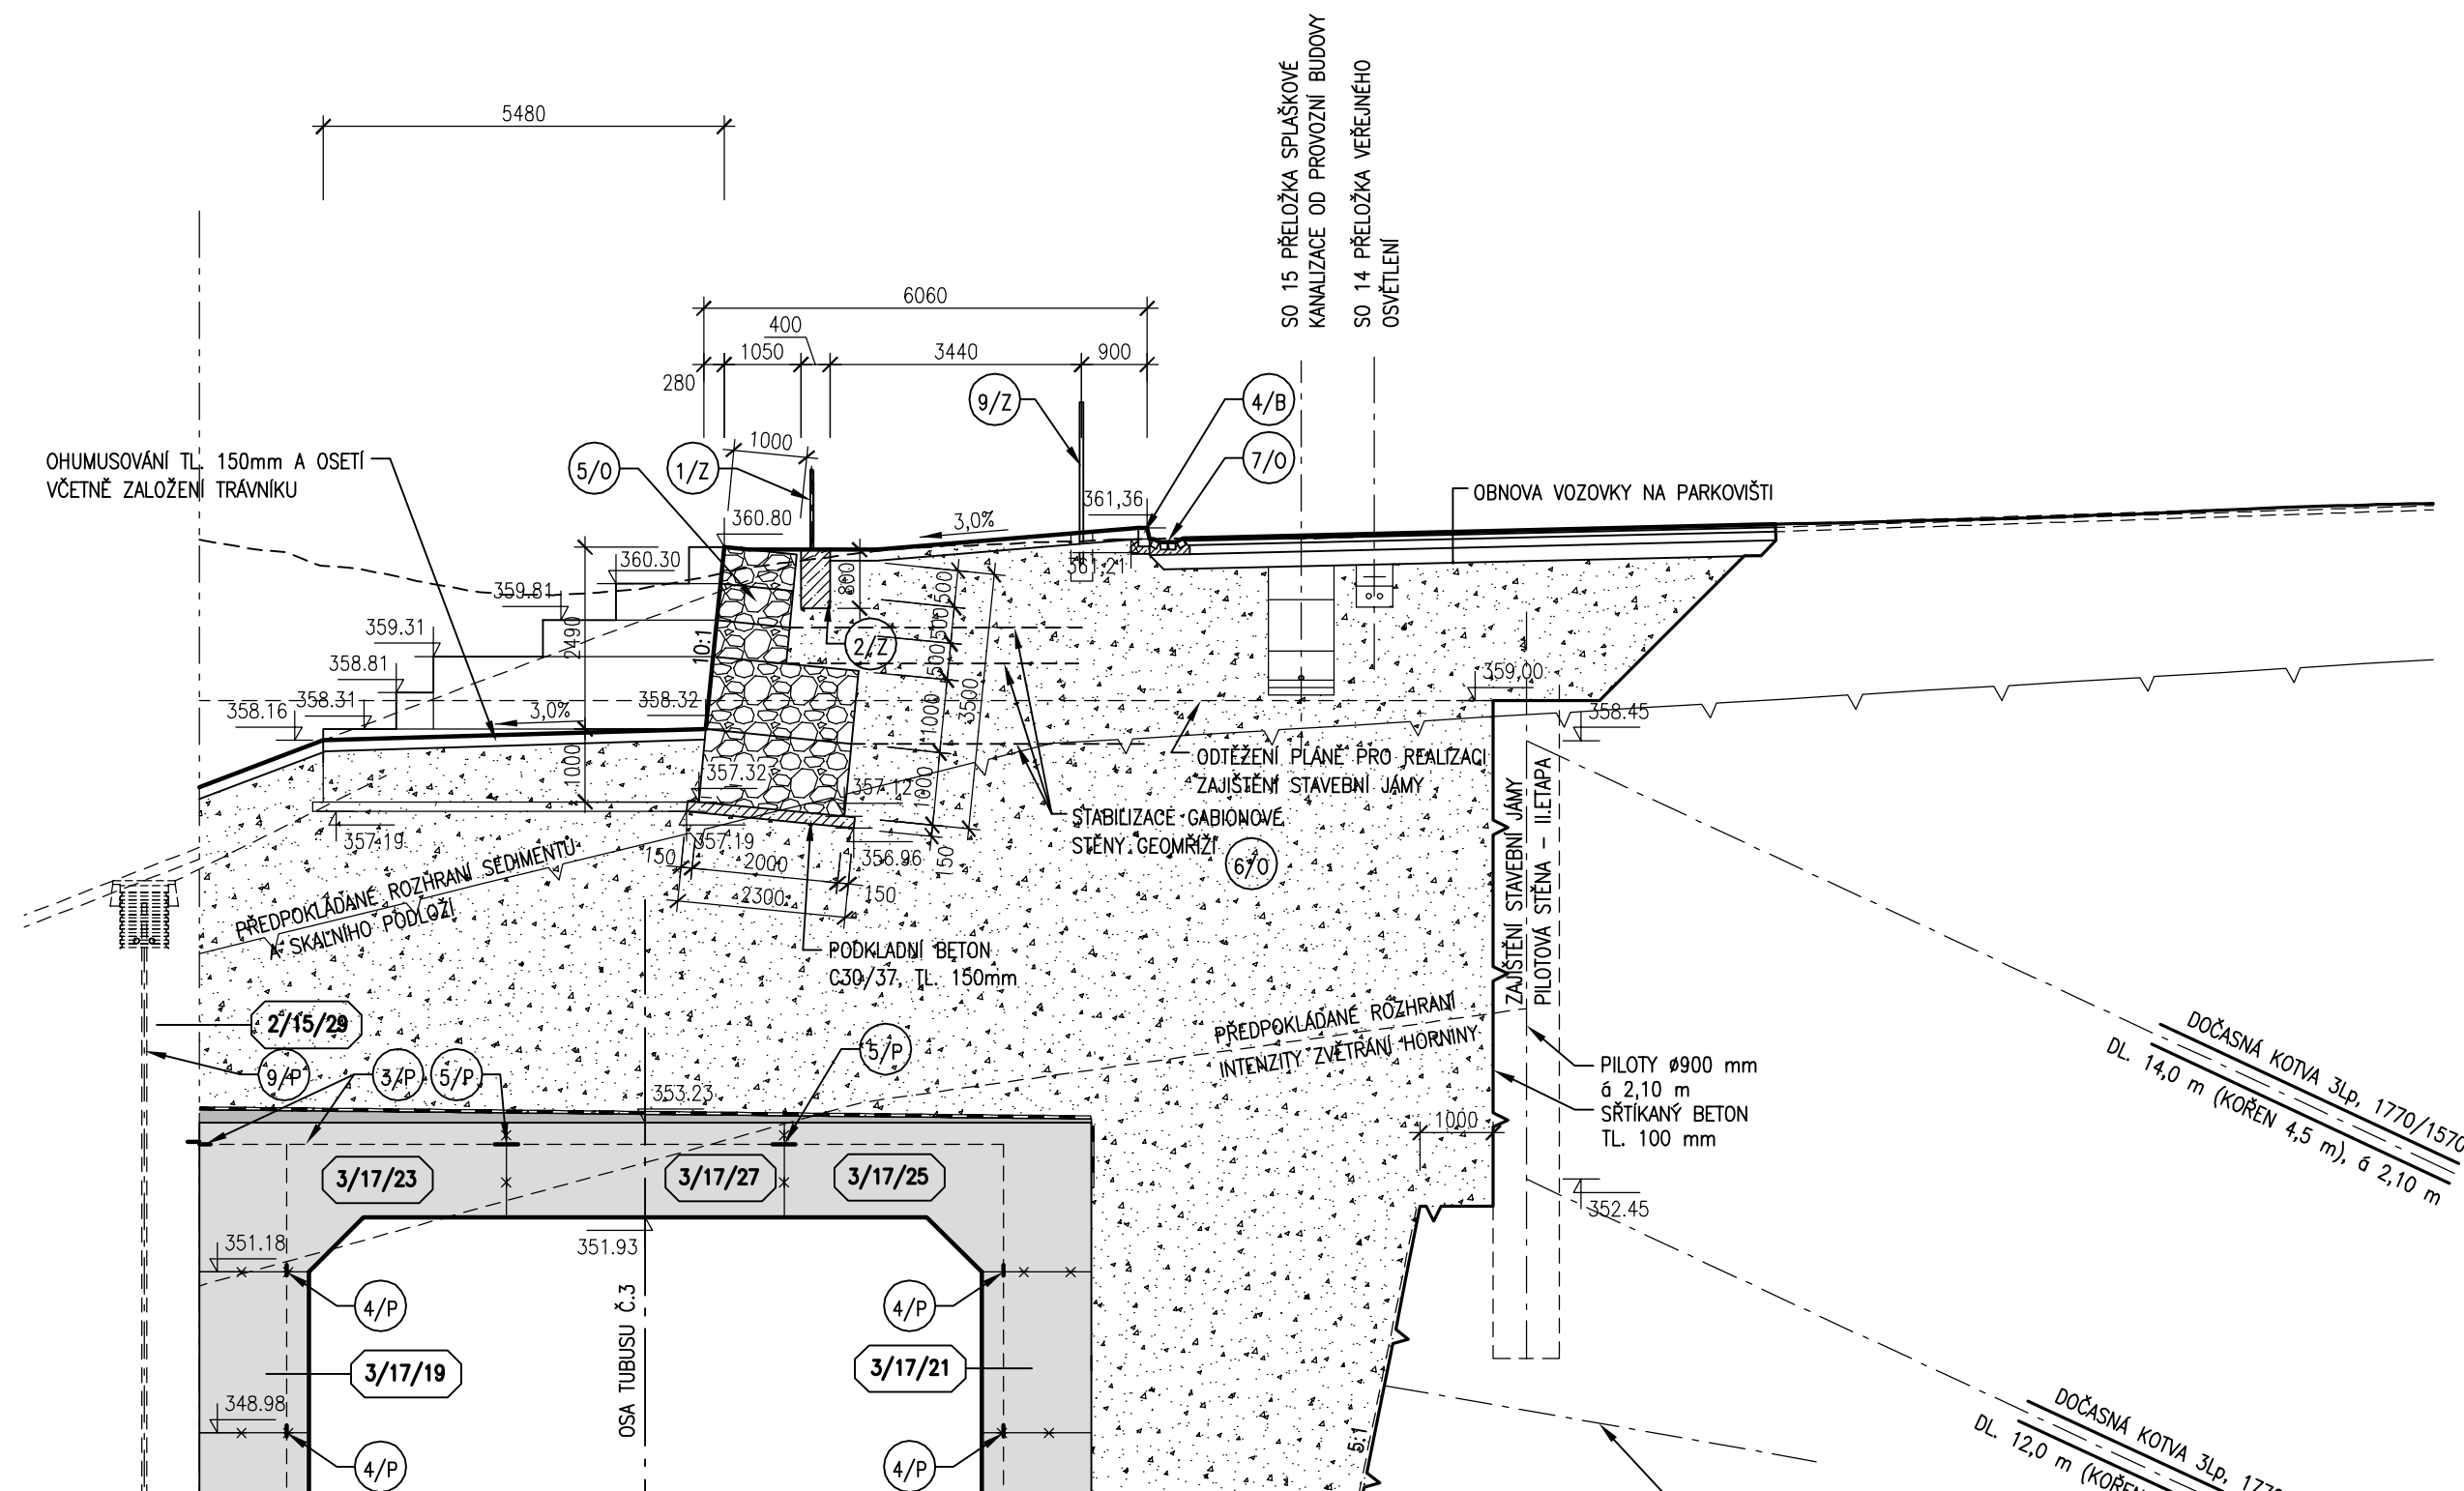 SO 15 PŘELOŽKA SPLAŠKOVÉ
KANALIZACE OD PROVOZNÍ BUDOVY
SO 14 PŘELOŽKA VEŘEJNÉHO
OSVĚTLENÍ
5480
6060
400
1050
3440
900
280
9/Z
4/B
1000
5/O
1/Z
7/O
OHUMUSOVÁNÍ TL. 150mm A OSETÍ
VČETNĚ ZALOŽENÍ TRÁVNÍKU
361,36
OBNOVA VOZOVKY NA PARKOVIŠTI
360.80
3,0%
360.30
361,21
359.81
800
500
500
500
2490
359.31
10:1
2/Z
358.81
359,00
358.31
358.32
358.16
3,0%
1000
3500
358.45
1000
357.32
357.12
1000
ODTĚŽENÍ PLÁNĚ PRO REALIZACI
ZAJIŠTĚNÍ STAVEBNÍ JÁMY
STABILIZACE GABIONOVÉ
STĚNY GEOMŘÍŽÍ
6/O
357.19
357.19
356.96
150
2000
150
150
2300
PŘEDPOKLÁDANÉ ROZHRANÍ SEDIMENTŮ
A SKALNÍHO PODLOŽÍ
PODKLADNÍ BETON
C30/37, TL. 150mm
ZAJIŠTĚNÍ STAVEBNÍ JÁMY
PILOTOVÁ STĚNA – II.ETAPA
2/15/29
9/P
3/P
5/P
5/P
PŘEDPOKLÁDANÉ ROZHRANÍ
INTENZITY ZVĚTRÁNÍ HORNINY
PILOTY ø900 mm
á 2,10 m
SŘTÍKANÝ BETON
TL. 100 mm
DOČASNÁ KOTVA 3Lp, 1770/1570
DL. 14,0 m (KOŘEN 4,5 m), á 2,10 m
353.23
1000
3/17/23
3/17/27
3/17/25
352.45
351.18
351.93
4/P
4/P
OSA TUBUSU Č.3
3/17/19
3/17/21
348.98
4/P
4/P
5:1
DOČASNÁ KOTVA 3Lp,
DL. 12,0 m (KOŘEN